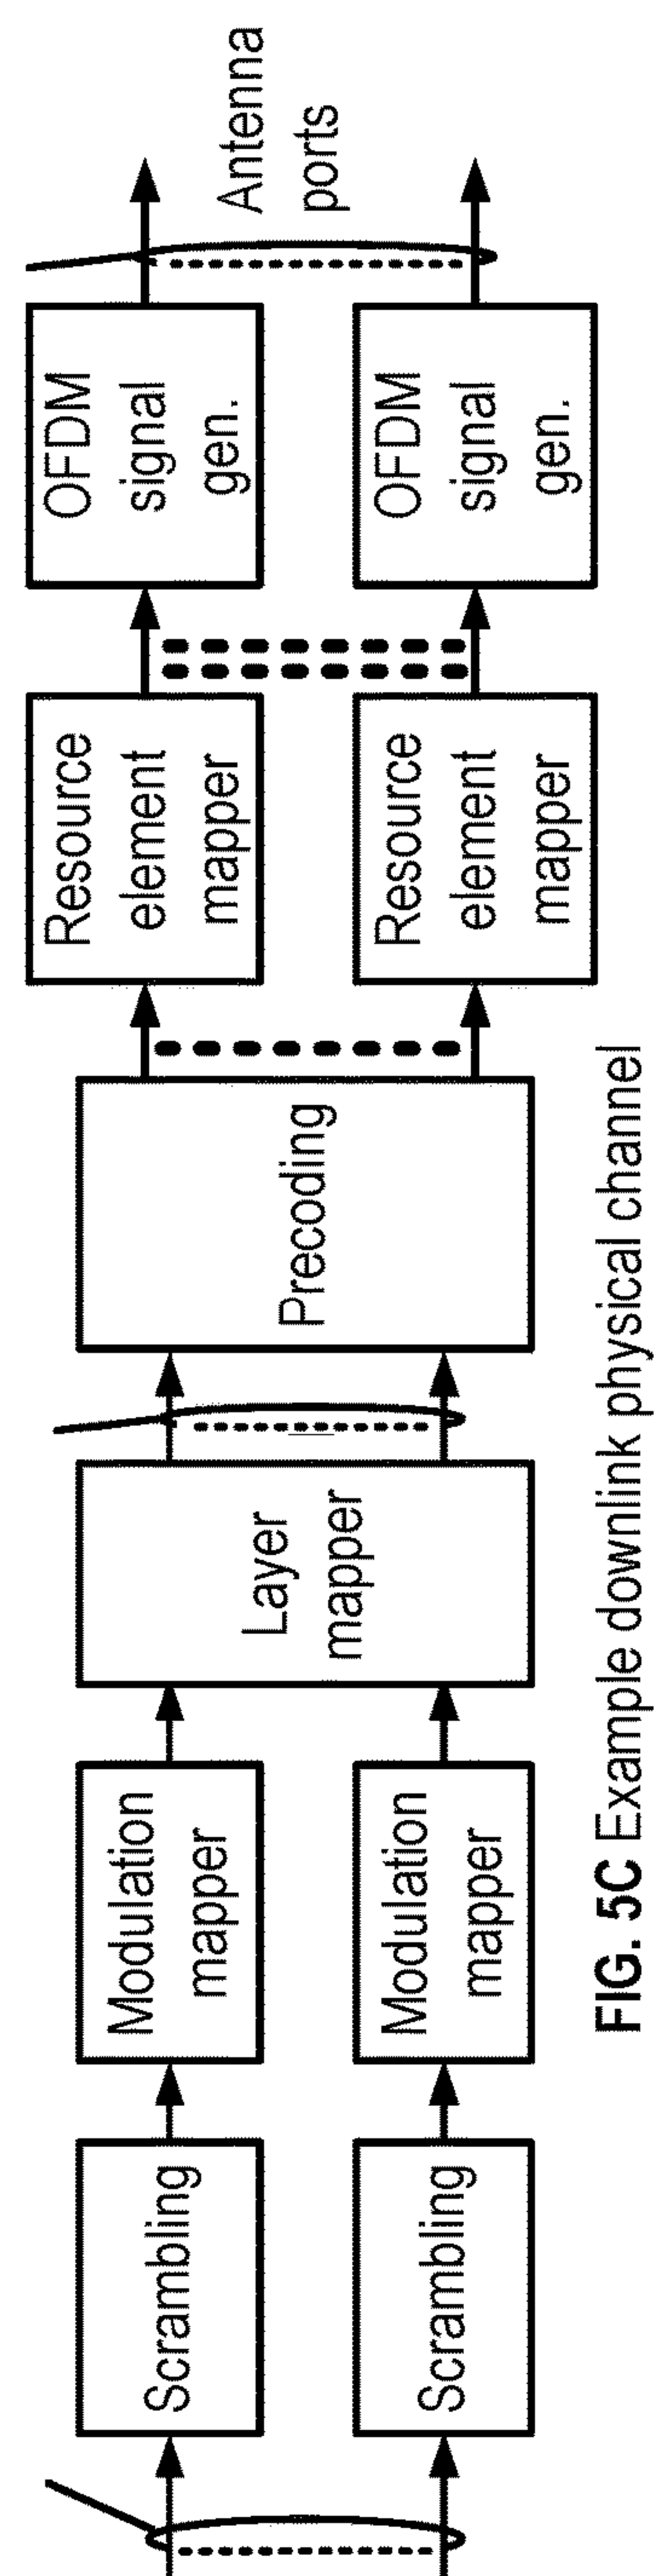 Scrambling
Modulation
mapper
Scrambling
Modulation
mapper
Layer
mapper
Precoding
Resource
element
mapper
OFDM
signal
gen.
Resource
element
mapper
OFDM
signal
gen.
Antenna
ports
FIG. 5C Example downlink physical channel